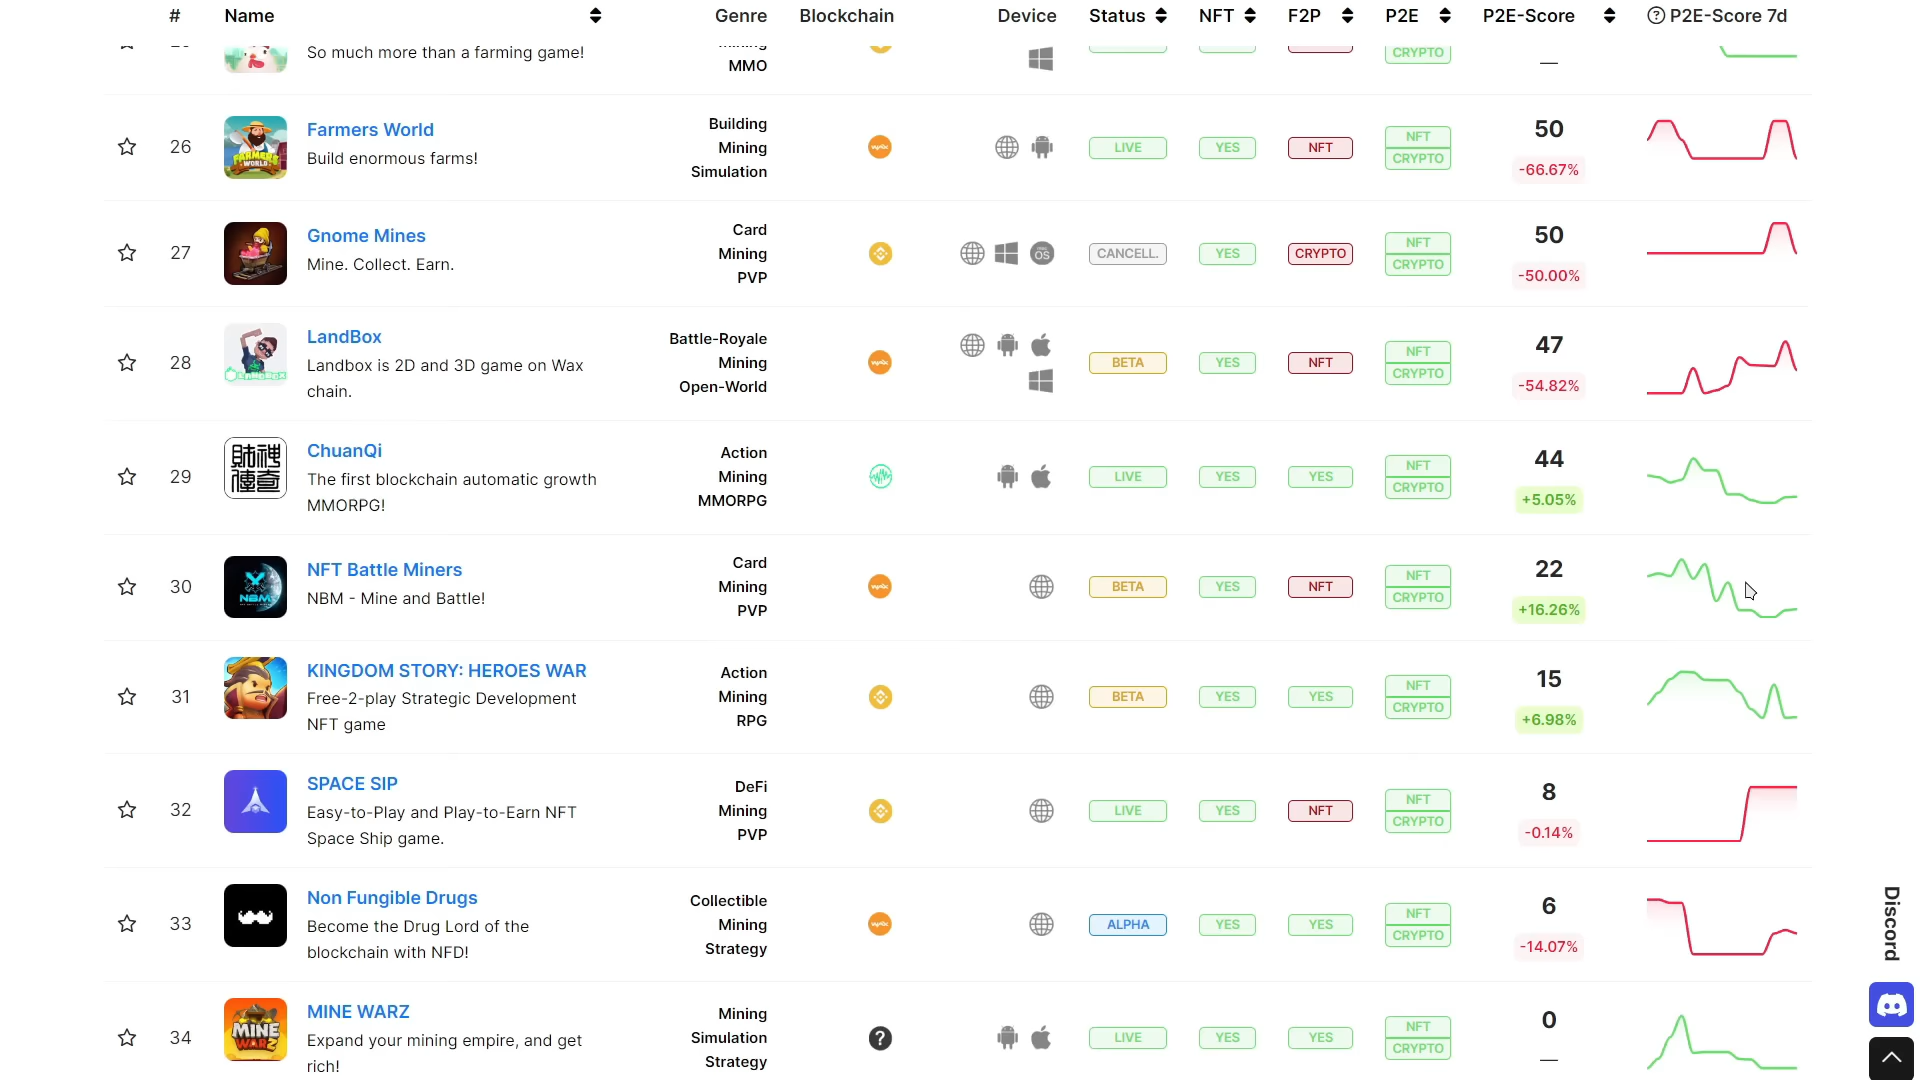 # Name Genre Blockchain Device Status NFT F2P P2E P2E-Score P2E-Score 7d
So much more than a farming game!
MMO
CRYPTO
—
26
FARMERS WORLD
Farmers World
Build enormous farms!
Building
Mining
Simulation
LIVE
YES
NFT
NFT
CRYPTO
50
-66.67%
27
Gnome Mines
Mine. Collect. Earn.
Card
Mining
PVP
OS
CANCELL.
YES
CRYPTO
NFT
CRYPTO
50
-50.00%
28
LANDBOX
LandBox
Landbox is 2D and 3D game on Wax
chain.
Battle-Royale
Mining
Open-World
BETA
YES
NFT
NFT
CRYPTO
47
-54.82%
29
ChuanQi
The first blockchain automatic growth
MMORPG!
Action
Mining
MMORPG
LIVE
YES
YES
NFT
CRYPTO
44
+5.05%
30
NBM
NFT Battle Miners
NBM - Mine and Battle!
Card
Mining
PVP
BETA
YES
NFT
NFT
CRYPTO
22
+16.26%
31
KINGDOM STORY: HEROES WAR
Free-2-play Strategic Development
NFT game
Action
Mining
RPG
BETA
YES
YES
NFT
CRYPTO
15
+6.98%
32
SPACE SIP
Easy-to-Play and Play-to-Earn NFT
Space Ship game.
DeFi
Mining
PVP
LIVE
YES
NFT
NFT
CRYPTO
8
-0.14%
33
Non Fungible Drugs
Become the Drug Lord of the
blockchain with NFD!
Collectible
Mining
Strategy
ALPHA
YES
YES
NFT
CRYPTO
6
-14.07%
34
MINE WARZ
MINE WARZ
Expand your mining empire, and get
rich!
Mining
Simulation
Strategy
?
LIVE
YES
YES
NFT
CRYPTO
0
—
Discord